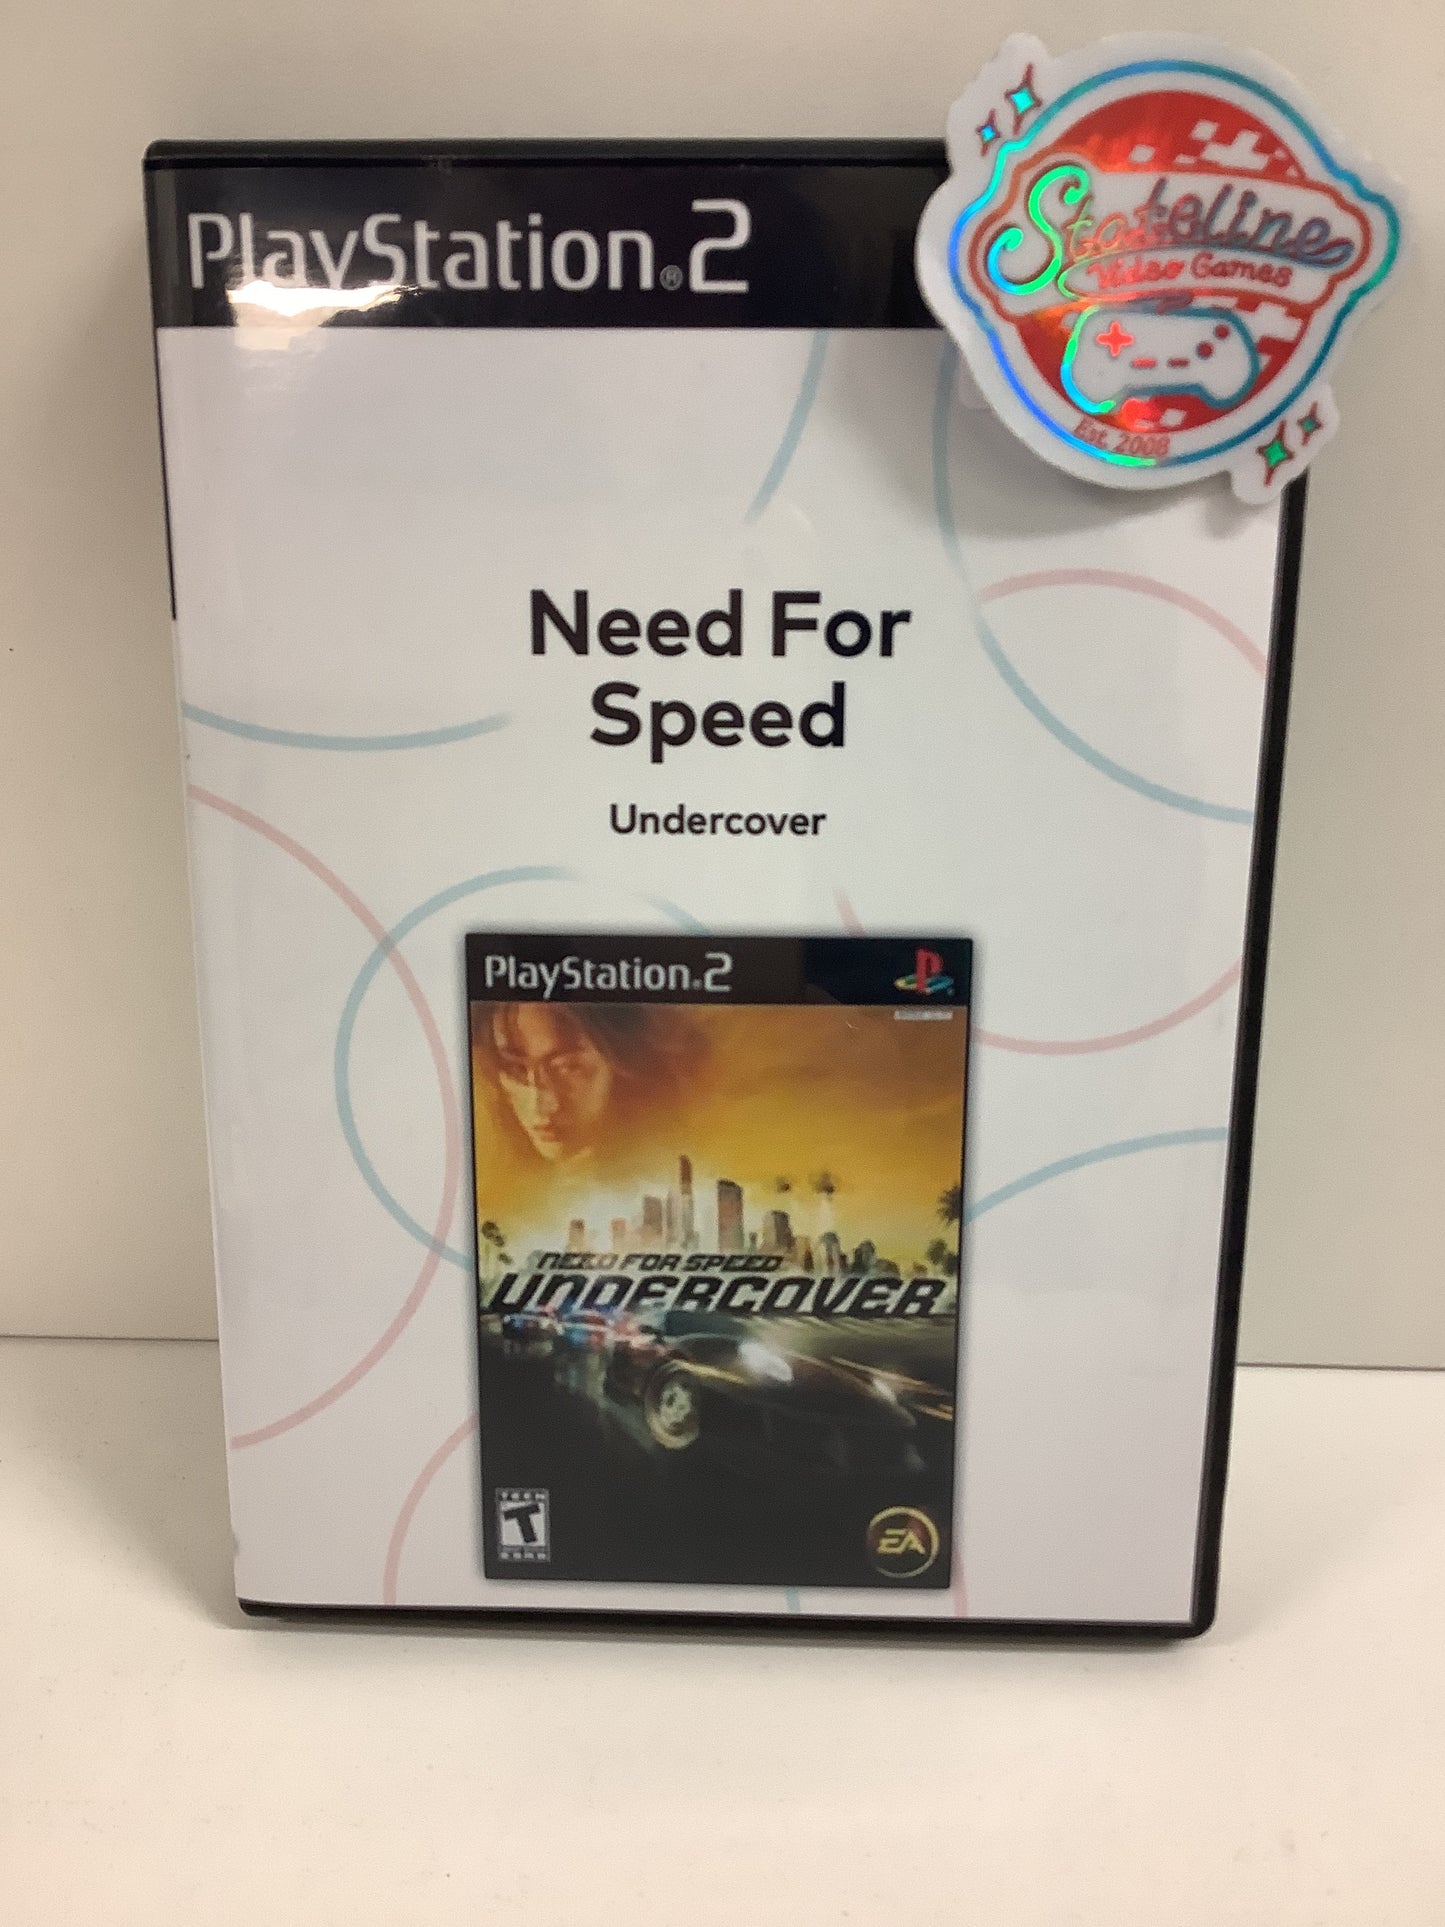 PlayStation®2
Stateline
Video Games
Est. 2008
Need For
Speed
Undercover
PlayStation®2
NEED FOR SPEED
UNDERCOVER
TEEN
T
ESRB
EA